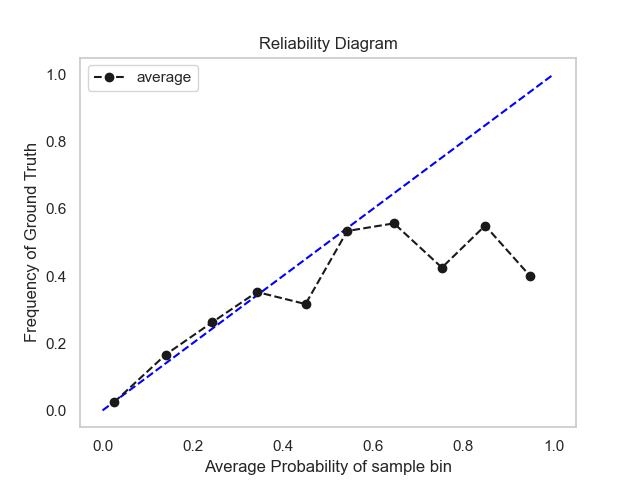 Reliability Diagram
average
Frequency of Ground Truth
1.0
0.8
0.6
0.4
0.2
0.0
0.0 0.2 0.4 0.6 0.8 1.0
Average Probability of sample bin